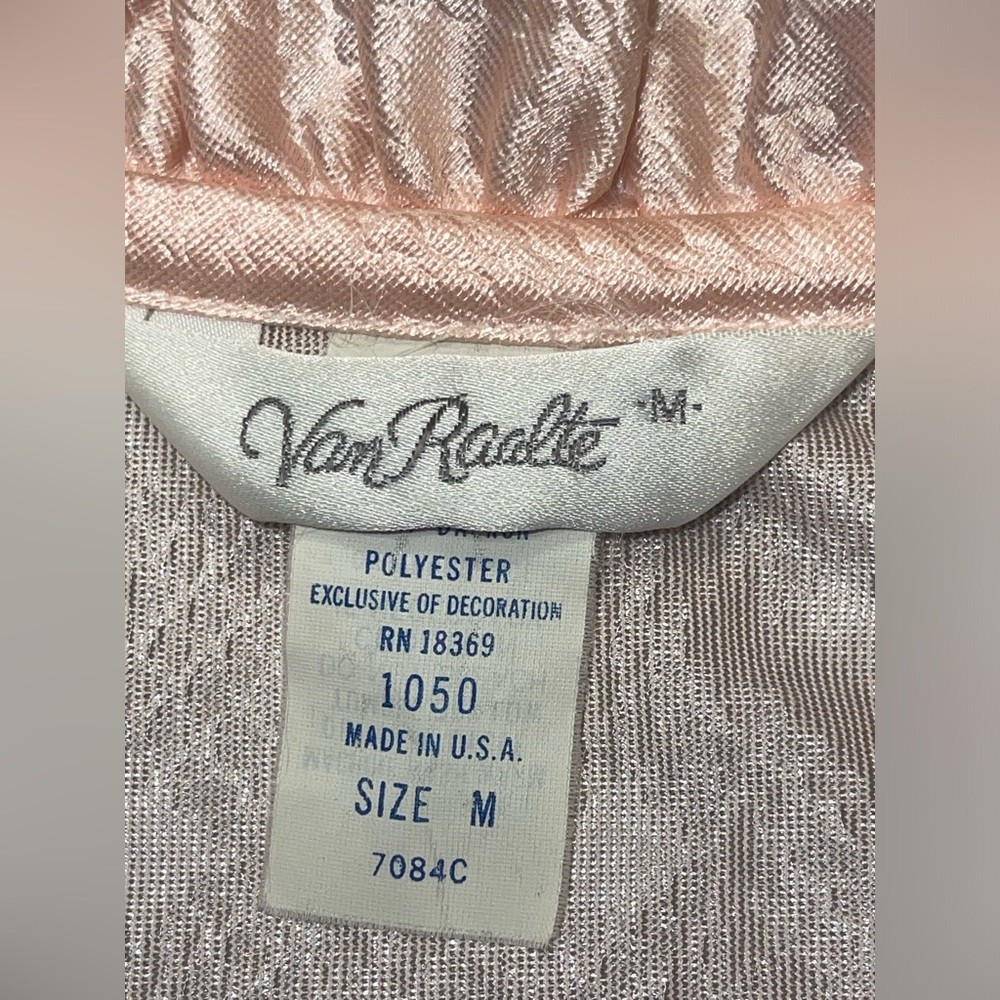 Van Raalte -M-
POLYESTER
EXCLUSIVE OF DECORATION
RN 18369
1050
MADE IN U.S.A.
SIZE M
7084C